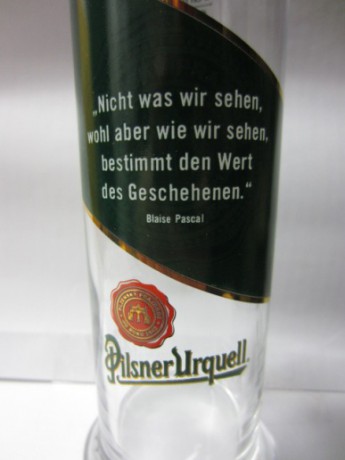 „Nicht was wir sehen,
wohl aber wie wir sehen,
bestimmt den Wert
des Geschehenen."
Blaise Pascal
Pilsner Urquell